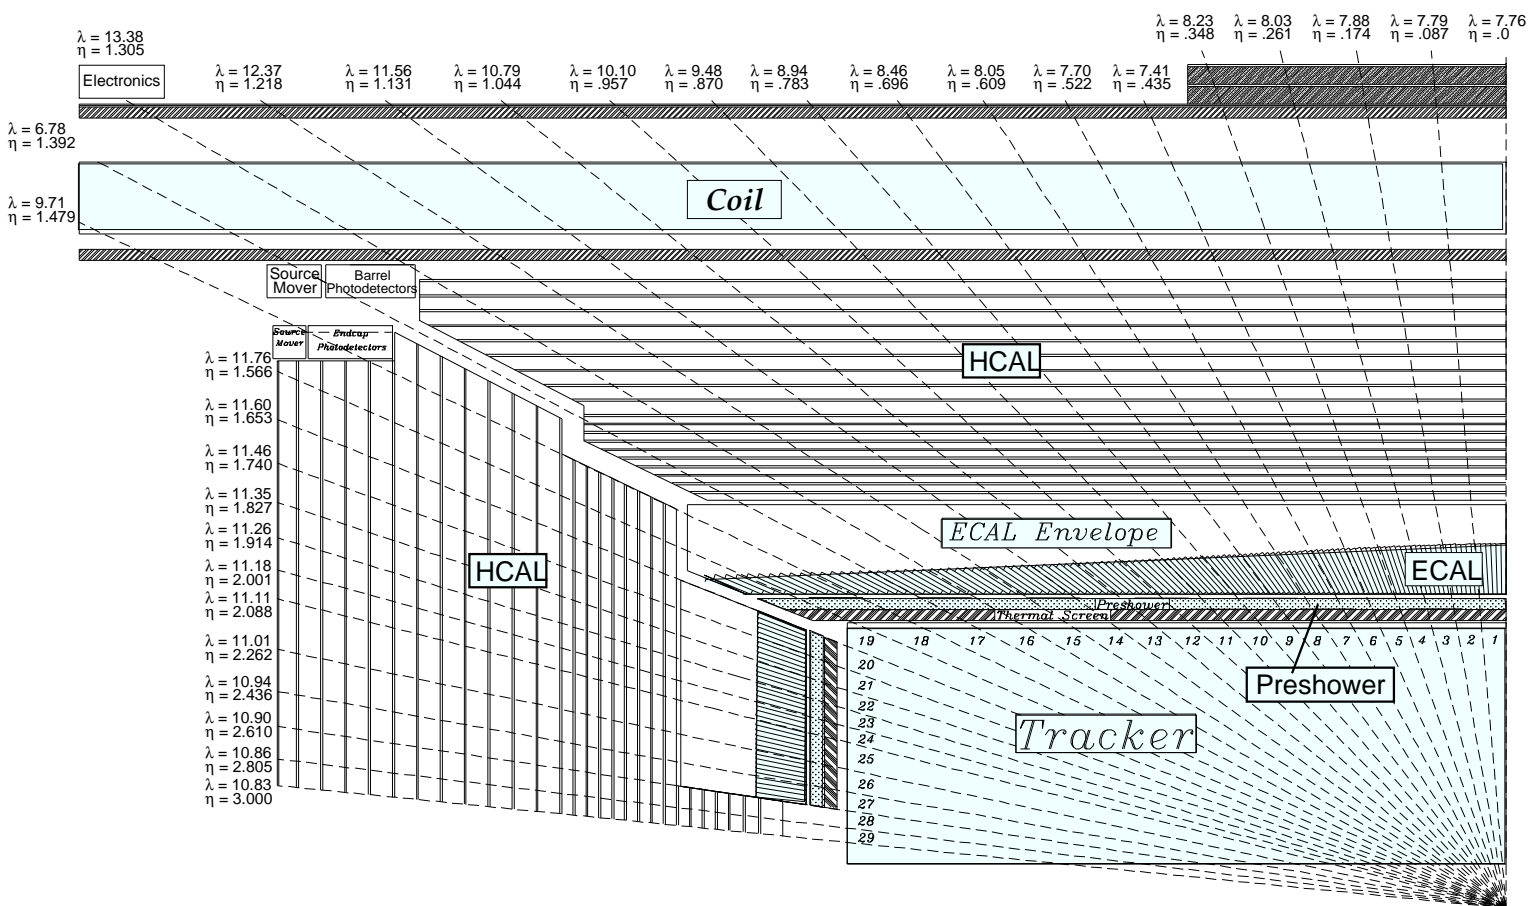 λ = 8.23
η = .348
λ = 8.03
η = .261
λ = 7.88
η = .174
λ = 7.79
η = .087
λ = 7.76
η = .0
λ = 13.38
η = 1.305
Electronics
λ = 12.37
η = 1.218
λ = 11.56
η = 1.131
λ = 10.79
η = 1.044
λ = 10.10
η = .957
λ = 9.48
η = .870
λ = 8.94
η = .783
λ = 8.46
η = .696
λ = 8.05
η = .609
λ = 7.70
η = .522
λ = 7.41
η = .435
λ = 6.78
η = 1.392
Coil
λ = 9.71
η = 1.479
Source
Mover
Barrel
Photodetectors
Source
Mover
Endcap
Photodetectors
HCAL
λ = 11.76
η = 1.566
λ = 11.60
η = 1.653
λ = 11.46
η = 1.740
λ = 11.35
η = 1.827
λ = 11.26
η = 1.914
λ = 11.18
η = 2.001
λ = 11.11
η = 2.088
λ = 11.01
η = 2.262
λ = 10.94
η = 2.436
λ = 10.90
η = 2.610
λ = 10.86
η = 2.805
λ = 10.83
η = 3.000
HCAL
ECAL Envelope
ECAL
Preshower
Thermal Screen
19 18 17 16 15 14 13 12 11 10 9 8 7 6 5 4 3 2 1
20
21
22
23
24
25
26
27
28
29
Preshower
Tracker